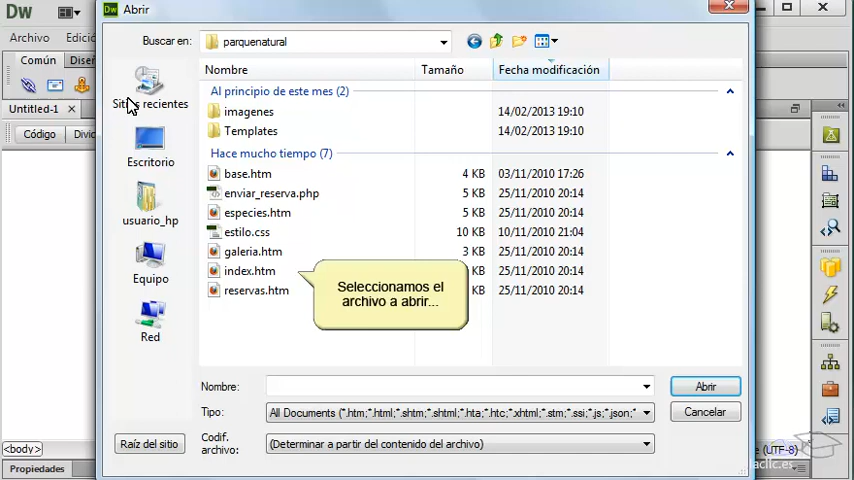 Dw
Dw Abrir
Archivo
Común
Untitled-1
Código
Buscar en: parquenatural
Nombre Tamaño Fecha modificación
Al principio de este mes (2)
imagenes 14/02/2013 19:10
Templates 14/02/2013 19:10
Hace mucho tiempo (7)
base.htm 4 KB 03/11/2010 17:26
enviar_reserva.php 5 KB 25/11/2010 20:14
especies.htm 5 KB 25/11/2010 20:14
estilo.css 10 KB 10/11/2010 21:04
galeria.htm 3 KB 25/11/2010 20:14
index.htm KB 25/11/2010 20:14
reservas.htm KB 25/11/2010 20:14
recientes
Escritorio
usuario_hp
Equipo
Red
Seleccionamos el
archivo a abrir...
Nombre:
Abrir
Tipo: All Documents (*.htm;*.html;*.shtm;*.shtml;*.hta;*.htc;*.xhtml;*.stm;*.ssi;*.js;*.json;*
Cancelar
Raíz del sitio
Codif.
archivo: (Determinar a partir del contenido del archivo)
<body>
(UTF-8)
Propiedades
aclic.es